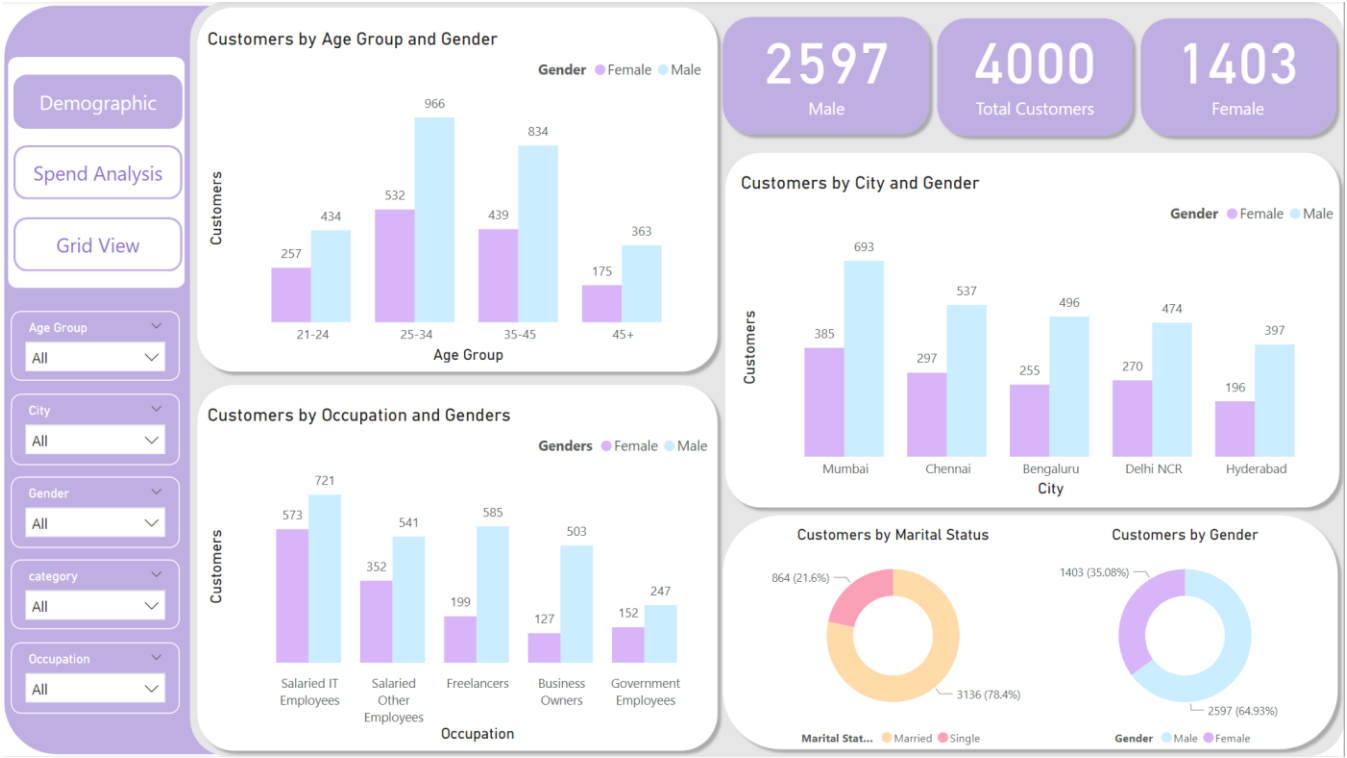 Demographic
Spend Analysis
Grid View
Age Group
All
City
All
Gender
All
category
All
Occupation
All
Customers by Age Group and Gender
Gender Female Male
Customers
257
434
532
966
439
834
175
363
21-24 25-34 35-45 45+
Age Group
Customers by Occupation and Genders
Genders Female Male
Customers
573
721
352
541
199
585
127
503
152
247
Salaried IT
Employees
Salaried
Other
Employees
Freelancers
Business
Owners
Government
Employees
Occupation
2597
Male
4000
Total Customers
1403
Female
Customers by City and Gender
Gender Female Male
Customers
385
693
297
537
255
496
270
474
196
397
Mumbai Chennai Bengaluru Delhi NCR Hyderabad
City
Customers by Marital Status
864 (21.6%)
3136 (78.4%)
Marital Stat... Married Single
Customers by Gender
1403 (35.08%)
2597 (64.93%)
Gender Male Female